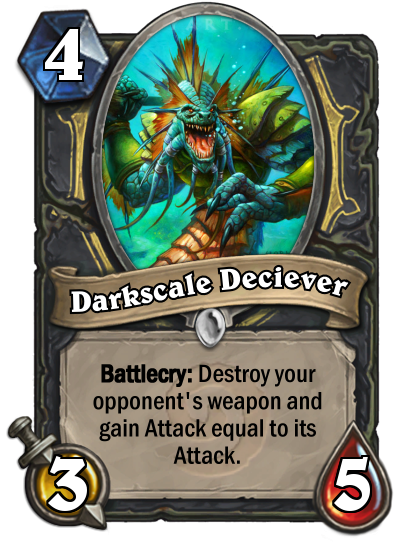 4
Darkscale Deciever
Battlecry: Destroy your
opponent's weapon and
gain Attack equal to its
Attack.
3
5